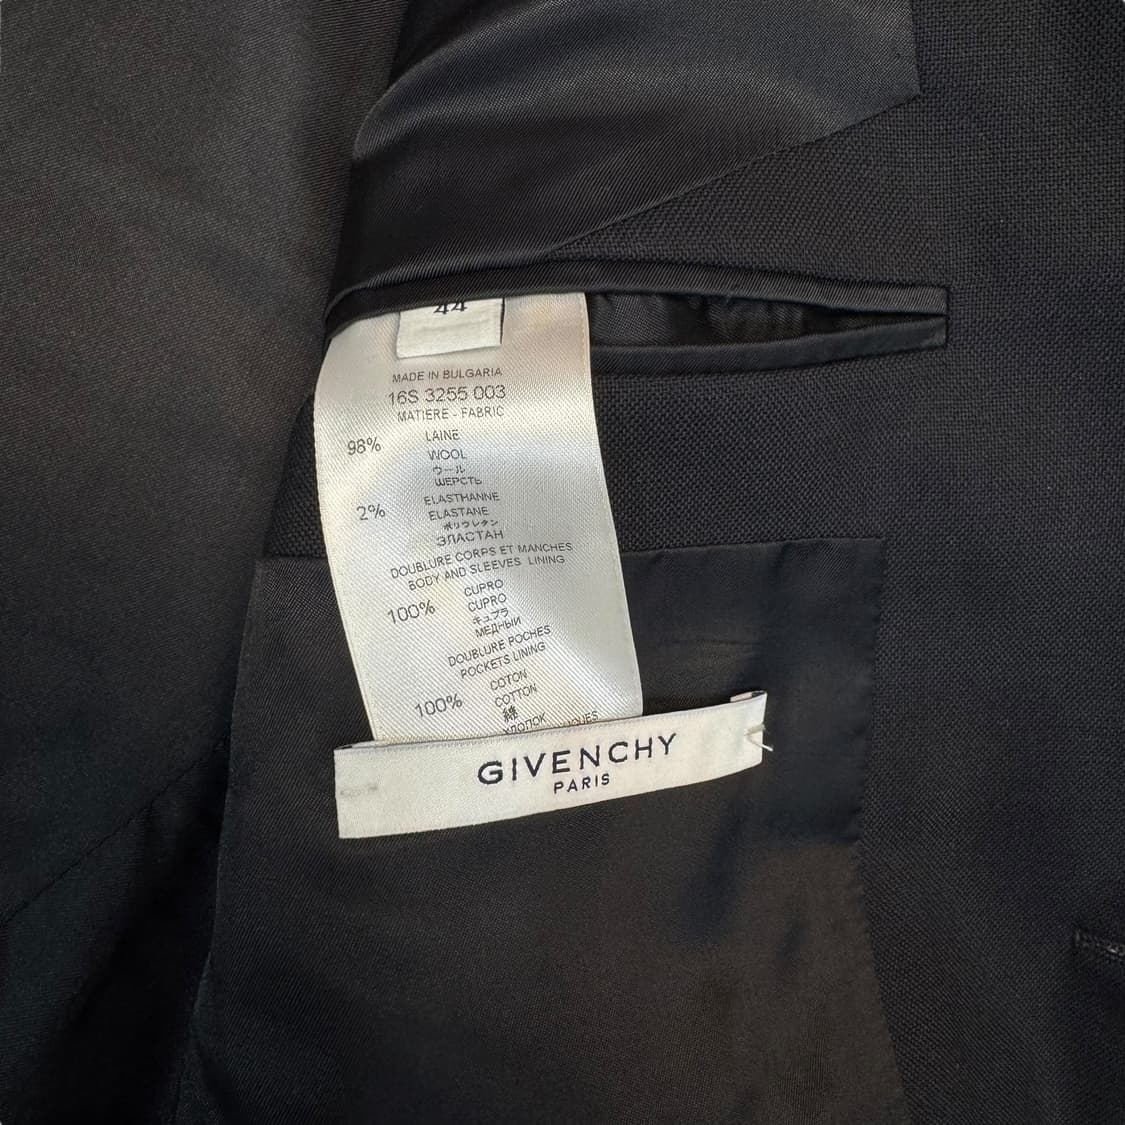 44
MADE IN BULGARIA
16S 3255 003
MATIERE - FABRIC
98% LAINE
WOOL
ウール
ШЕРСТЬ
2% ELASTHANNE
ELASTANE
ポリウレタン
ЭЛАСТАН
DOUBLURE CORPS ET MANCHES
BODY AND SLEEVES LINING
100% CUPRO
CUPRO
キュプラ
МЕДНЫЙ
DOUBLURE POCHES
POCKETS LINING
100% COTON
COTTON
綿
ХЛОПОК
GIVENCHY
PARIS